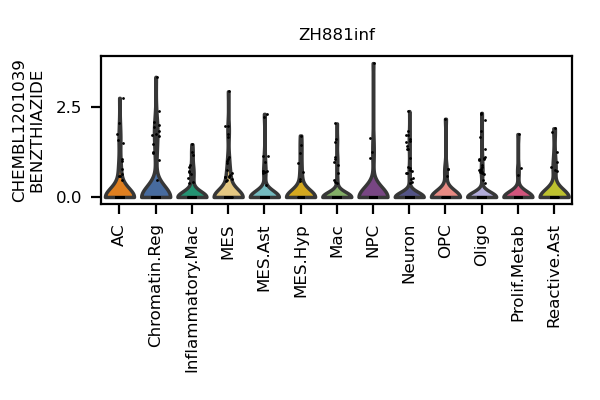 ZH881inf
CHEMBL1201039
BENZTHIAZIDE
2.5
0.0
AC
Chromatin.Reg
Inflammatory.Mac
MES
MES.Ast
MES.Hyp
Mac
NPC
Neuron
OPC
Oligo
Prolif.Metab
Reactive.Ast